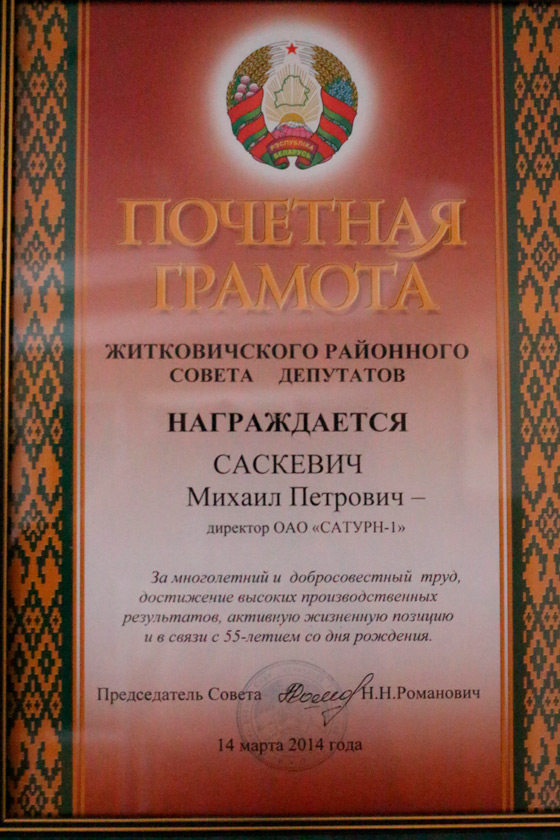 РЭСПУБЛІКА
БЕЛАРУСЬ
ПОЧЕТНАЯ
ГРАМОТА
ЖИТКОВИЧСКОГО РАЙОННОГО
СОВЕТА ДЕПУТАТОВ
НАГРАЖДАЕТСЯ
САСКЕВИЧ
Михаил Петрович –
директор ОАО «САТУРН-1»
За многолетний и добросовестный труд,
достижение высоких производственных
результатов, активную жизненную позицию
и в связи с 55-летием со дня рождения.
Председатель Совета Н.Н.Романович
14 марта 2014 года